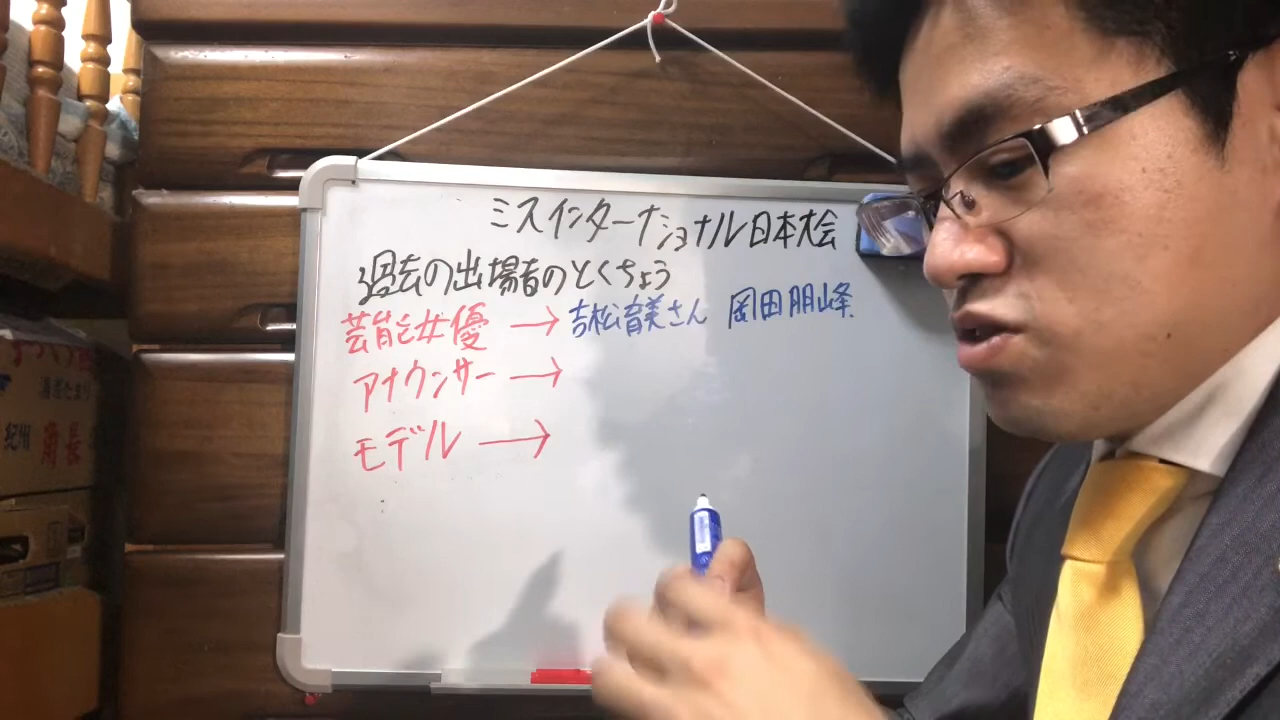 ミスインターナショナル日本大会
過去の出場者のとくちょう
芸能女優 → 吉松育美さん 岡田朋峰
アナウンサー →
モデル →
紀州